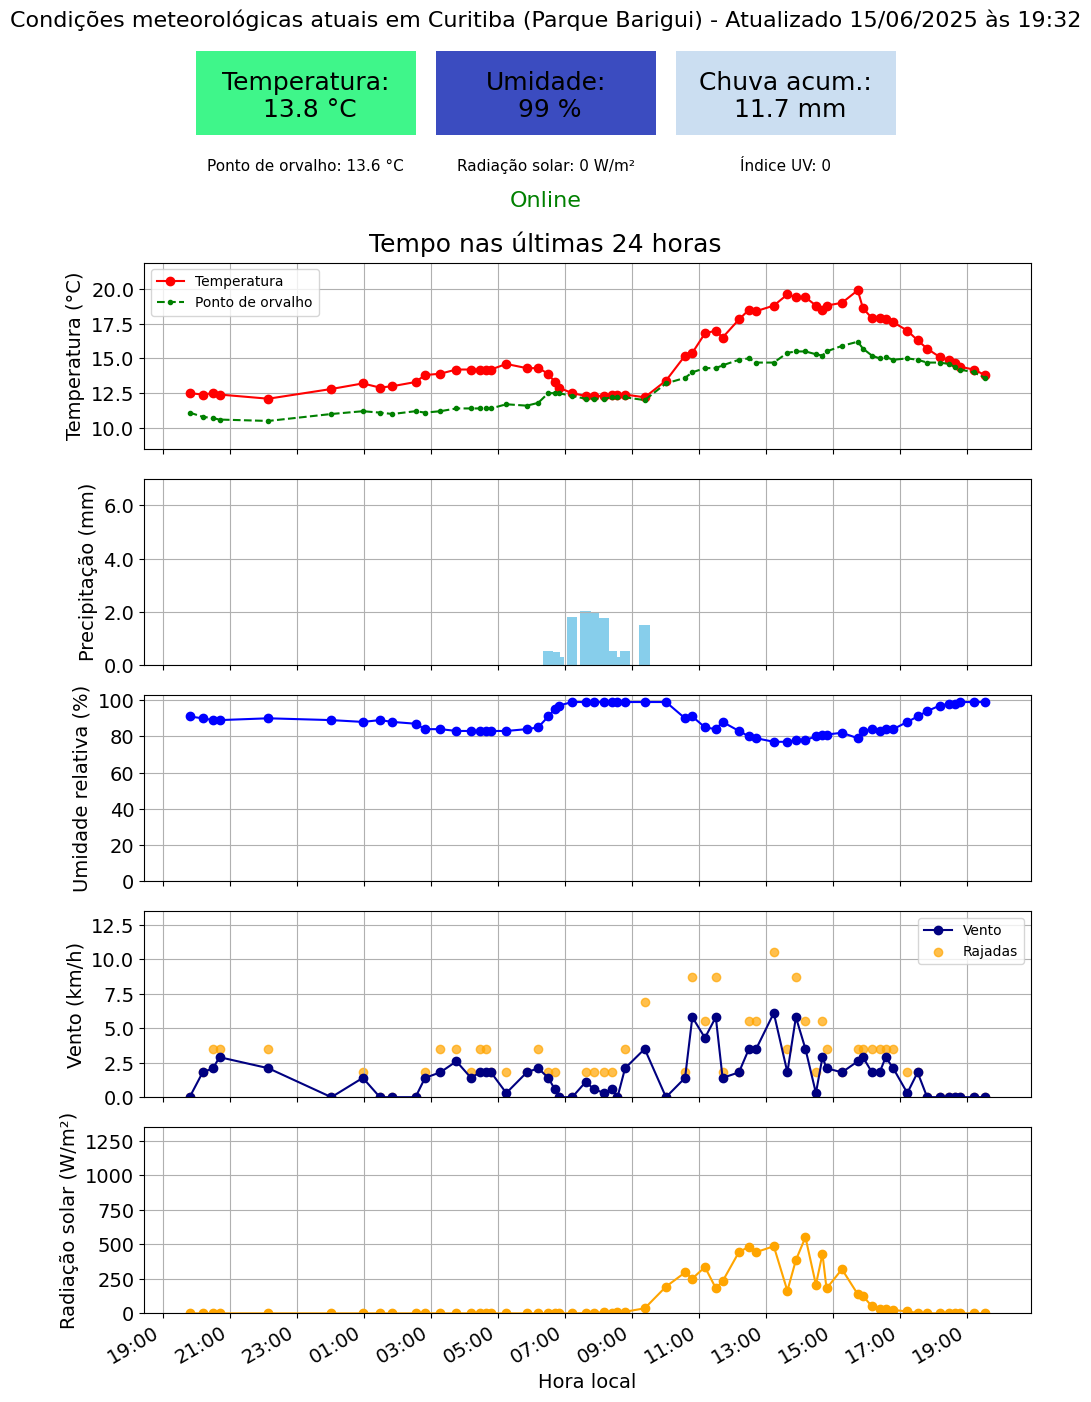 Condições meteorológicas atuais em Curitiba (Parque Barigui) - Atualizado 15/06/2025 às 19:32
Temperatura:
13.8 °C
Umidade:
99 %
Chuva acum.:
11.7 mm
Ponto de orvalho: 13.6 °C
Radiação solar: 0 W/m²
Índice UV: 0
Online
Tempo nas últimas 24 horas
Temperatura (°C)
20.0
17.5
15.0
12.5
10.0
Temperatura
Ponto de orvalho
Precipitação (mm)
6.0
4.0
2.0
0.0
Umidade relativa (%)
100
80
60
40
20
0
Vento (km/h)
12.5
10.0
7.5
5.0
2.5
0.0
Vento
Rajadas
Radiação solar (W/m²)
1250
1000
750
500
250
0
19:00
21:00
23:00
01:00
03:00
05:00
07:00
09:00
11:00
13:00
15:00
17:00
19:00
Hora local